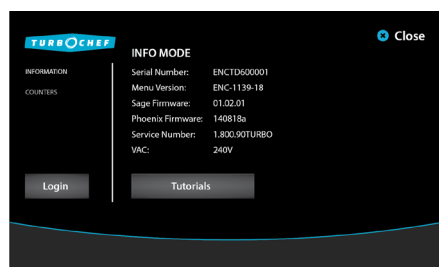 TURBOCHEF
Close
INFO MODE
INFORMATION
COUNTERS
Serial Number: ENCTD600001
Menu Version: ENC-1139-18
Sage Firmware: 01.02.01
Phoenix Firmware: 140818a
Service Number: 1.800.90TURBO
VAC: 240V
Login
Tutorials